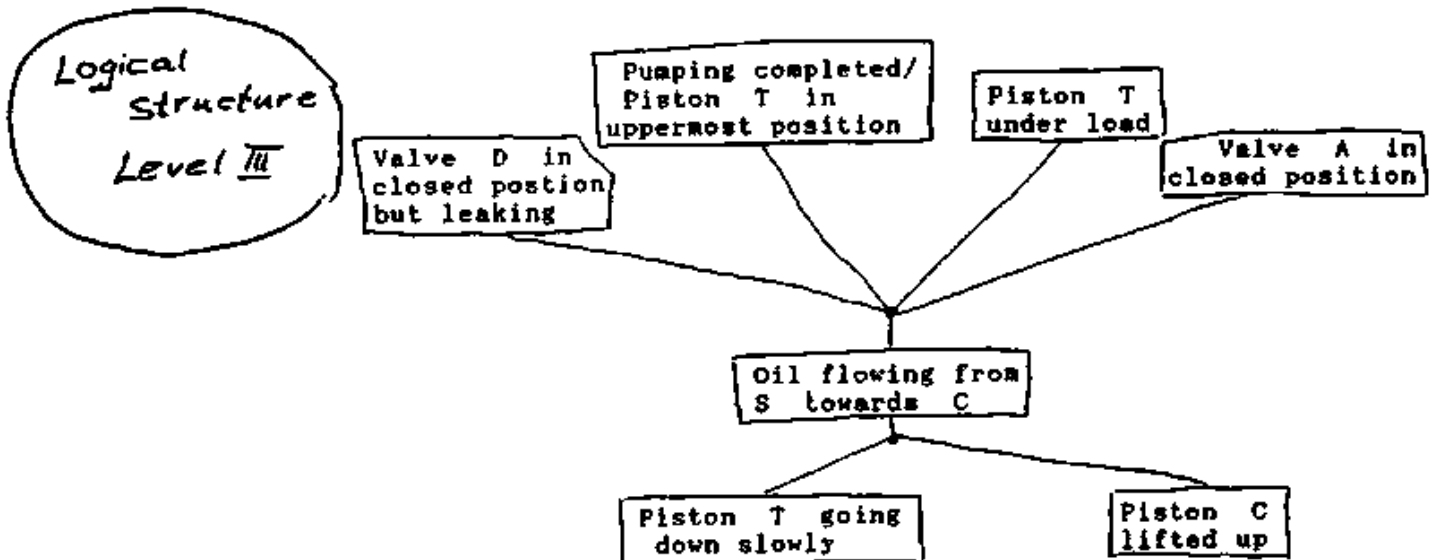 Logical
Structure
Level III
Pumping completed/
Piston T in
uppermost position
Piston T
under load
Valve D in
closed postion
but leaking
Valve A in
closed position
Oil flowing from
S towards C
Piston T going
down slowly
Piston C
lifted up